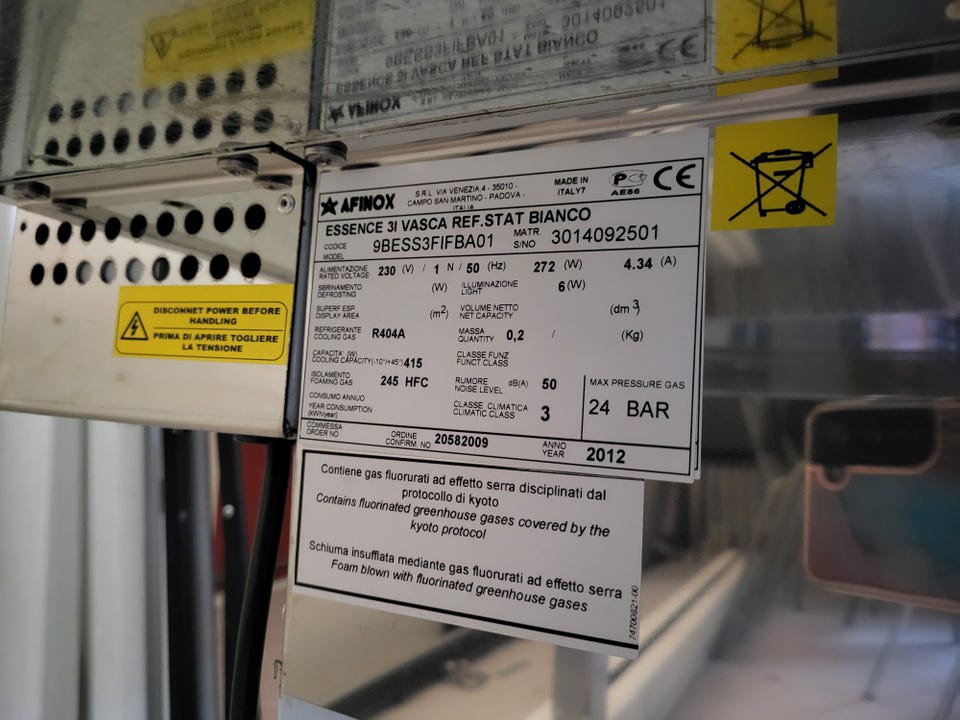 AFINOX
S.R.L VIA VENEZIA,4 - 35010 -
CAMPO SAN MARTINO - PADOVA -
ITALIA
MADE IN
ITALY7
AE86
CE
ESSENCE 3I VASCA REF.STAT BIANCO
CODICE
MODEL
9BESS3FIFBA01
MATR.
S/NO
3014092501
ALIMENTAZIONE
RATED VOLTAGE
230 (V) / 1 N / 50 (Hz) 272 (W) 4.34 (A)
SBRINAMENTO
DEFROSTING
(W)
ILLUMINAZIONE
LIGHT
6(W)
SUPERF ESP
DISPLAY AREA
(m2)
VOLUME NETTO
NET CAPACITY
(dm 3)
REFRIGERANTE
COOLING GAS
R404A
MASSA
QUANTITY
0,2 / (Kg)
CAPACITA' (W)
COOLING CAPACITY(-10°/+45°)
415
CLASSE FUNZ
FUNCT CLASS
ISOLAMENTO
FOAMING GAS
245 HFC
RUMORE
NOISE LEVEL
dB(A) 50
CONSUMO ANNUO
YEAR CONSUMPTION
(kWh/year)
CLASSE CLIMATICA
CLIMATIC CLASS
3
MAX PRESSURE GAS
24 BAR
COMMESSA
ORDER NO
ORDINE
CONFIRM. NO
20582009
ANNO
YEAR
2012
DISCONNET POWER BEFORE
HANDLING
PRIMA DI APRIRE TOGLIERE
LA TENSIONE
Contiene gas fluorurati ad effetto serra disciplinati dal
protocollo di kyoto
Contains fluorinated greenhouse gases covered by the
kyoto protocol
Schiuma insufflata mediante gas fluorurati ad effetto serra
Foam blown with fluorinated greenhouse gases
74700821-00